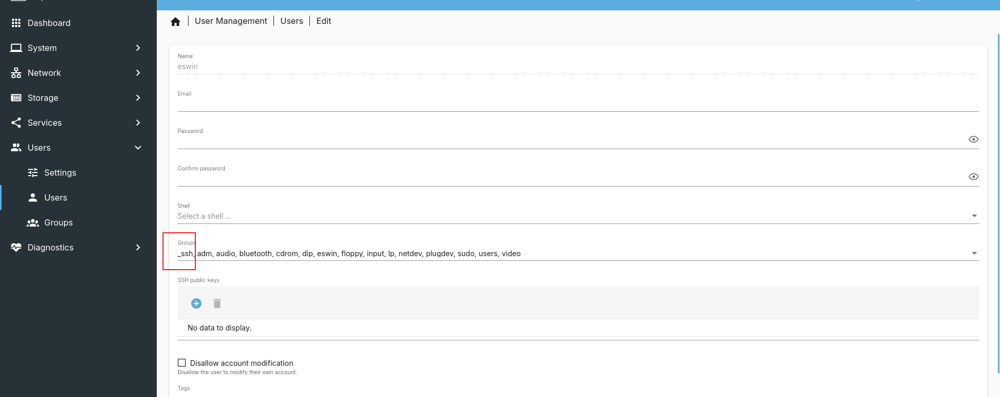 Dashboard
System
Network
Storage
Services
Users
Settings
Users
Groups
Diagnostics
User Management | Users | Edit
Name
eswin
Email
Password
Confirm password
Shell
Select a shell ...
Groups
_ssh, adm, audio, bluetooth, cdrom, dip, eswin, floppy, input, lp, netdev, plugdev, sudo, users, video
SSH public keys
No data to display.
Disallow account modification
Disallow the user to modify their own account.
Tags